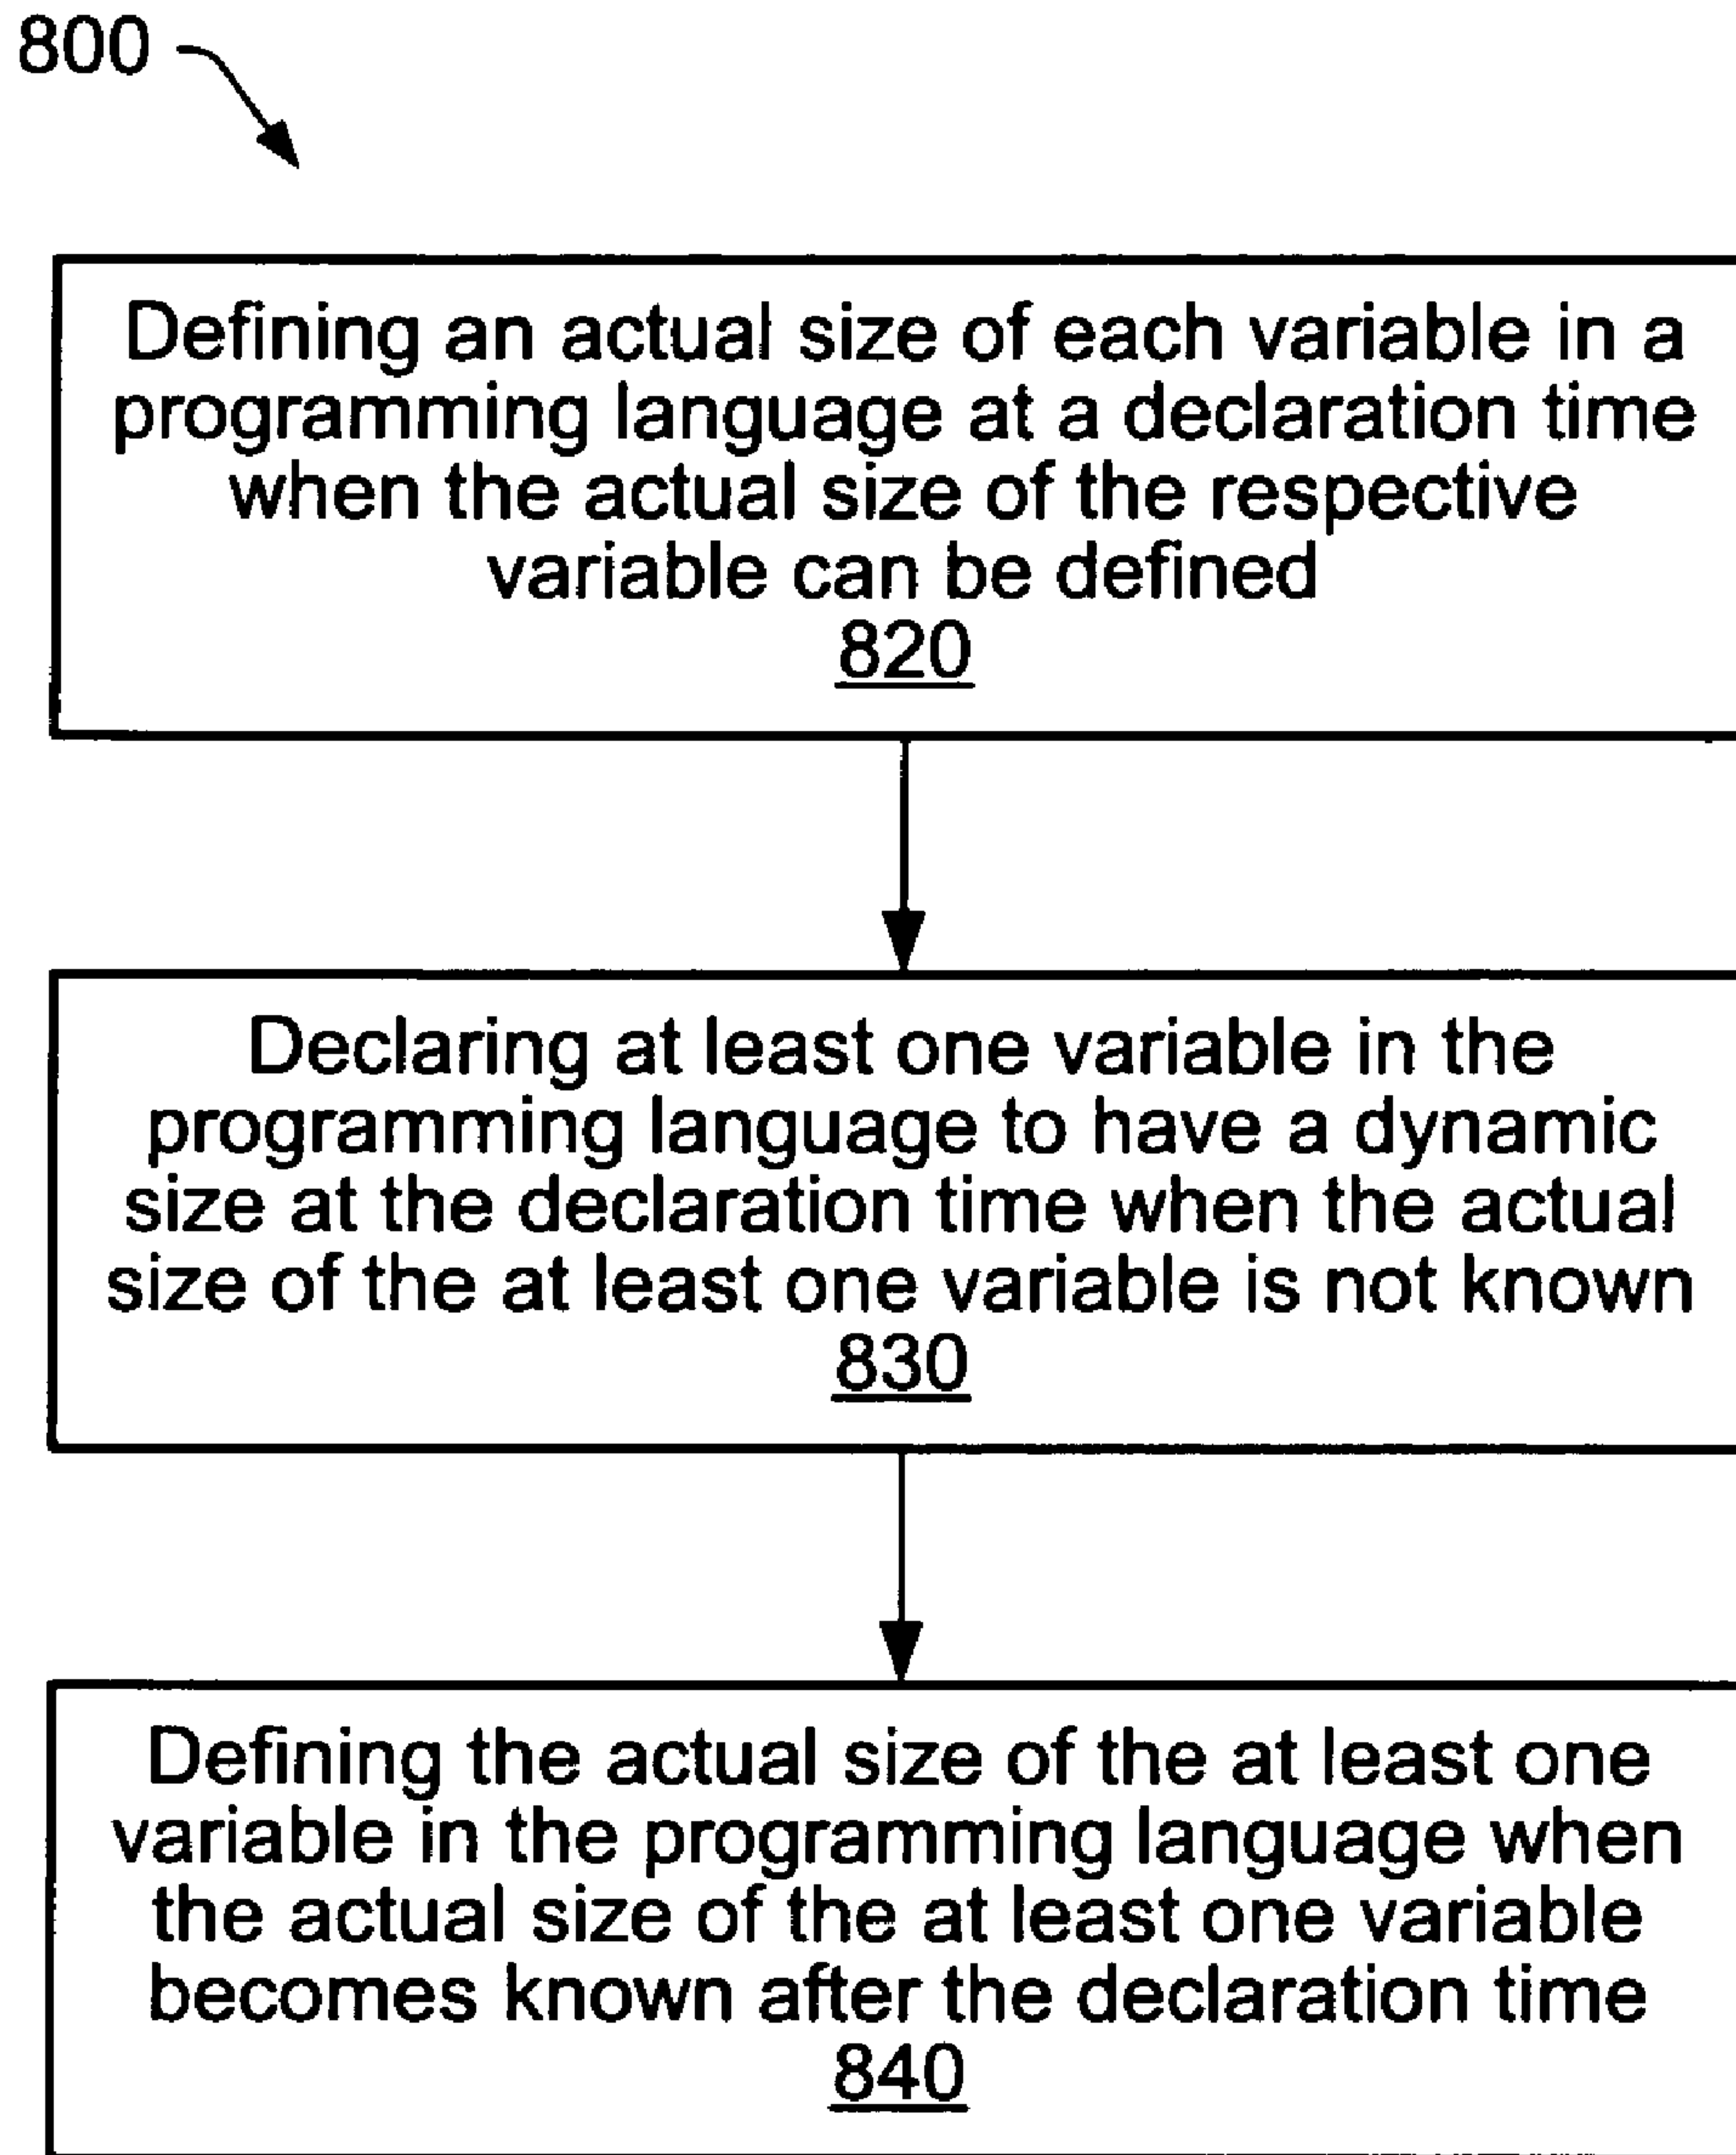 800
Defining an actual size of each variable in a
programming language at a declaration time
when the actual size of the respective
variable can be defined
820
Declaring at least one variable in the
programming language to have a dynamic
size at the declaration time when the actual
size of the at least one variable is not known
830
Defining the actual size of the at least one
variable in the programming language when
the actual size of the at least one variable
becomes known after the declaration time
840